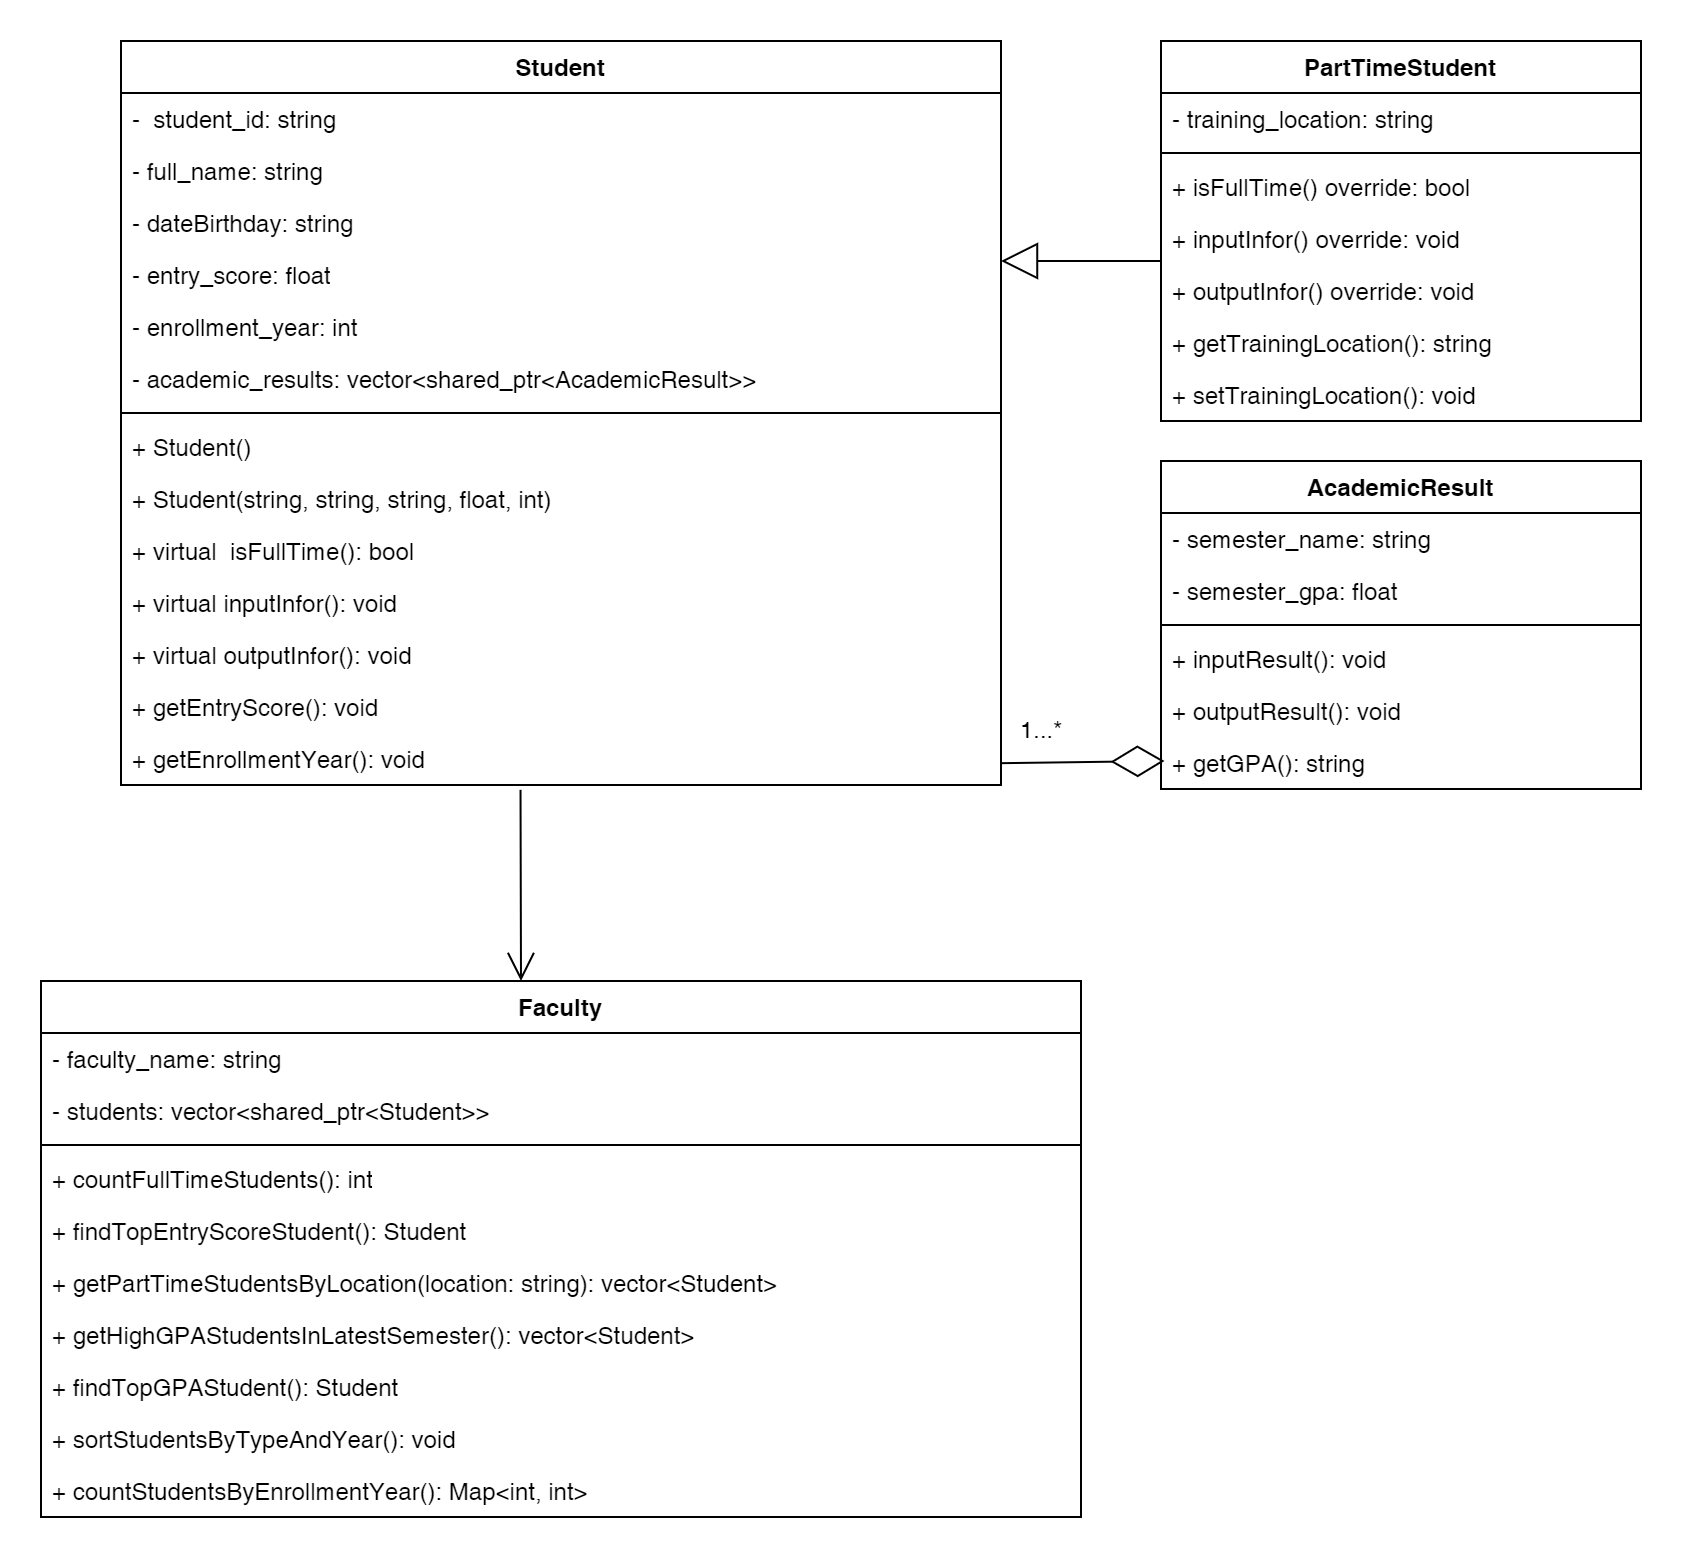 Student
-  student_id: string
- full_name: string
- dateBirthday: string
- entry_score: float
- enrollment_year: int
- academic_results: vector<shared_ptr<AcademicResult>>
+ Student()
+ Student(string, string, string, float, int)
+ virtual  isFullTime(): bool
+ virtual inputInfor(): void
+ virtual outputInfor(): void
+ getEntryScore(): void
+ getEnrollmentYear(): void
PartTimeStudent
- training_location: string
+ isFullTime() override: bool
+ inputInfor() override: void
+ outputInfor() override: void
+ getTrainingLocation(): string
+ setTrainingLocation(): void
AcademicResult
- semester_name: string
- semester_gpa: float
+ inputResult(): void
+ outputResult(): void
+ getGPA(): string
1...*
Faculty
- faculty_name: string
- students: vector<shared_ptr<Student>>
+ countFullTimeStudents(): int
+ findTopEntryScoreStudent(): Student
+ getPartTimeStudentsByLocation(location: string): vector<Student>
+ getHighGPAStudentsInLatestSemester(): vector<Student>
+ findTopGPAStudent(): Student
+ sortStudentsByTypeAndYear(): void
+ countStudentsByEnrollmentYear(): Map<int, int>